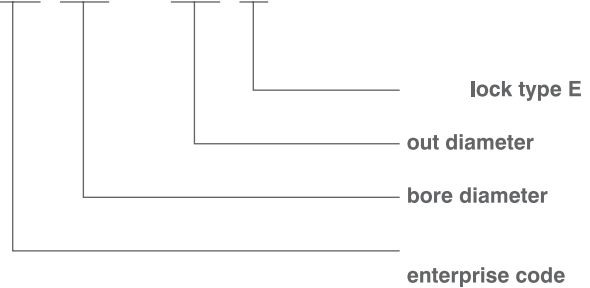 lock type E
out diameter
bore diameter
enterprise code